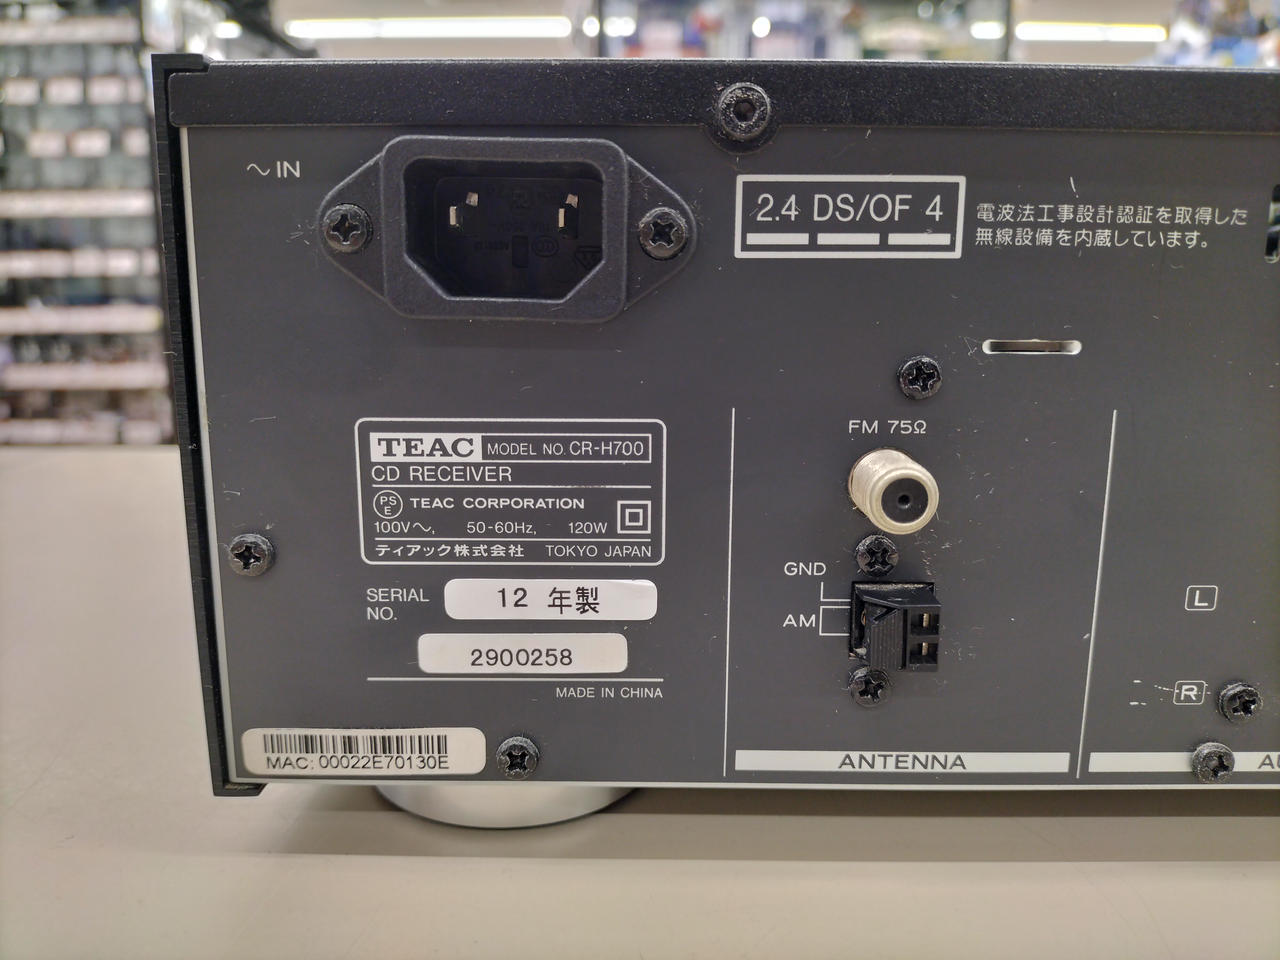 ～IN
2.4 DS/OF 4
電波法工事設計認証を取得した
無線設備を内蔵しています。
TEAC MODEL NO. CR-H700
CD RECEIVER
PS
E
TEAC CORPORATION
100V～, 50-60Hz, 120W
ティアック株式会社 TOKYO JAPAN
SERIAL
NO.
12 年製
2900258
MADE IN CHINA
MAC: 00022E70130E
FM 75Ω
GND
AM
ANTENNA
L
R